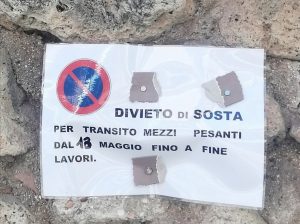 DIVIETO DI SOSTA
PER TRANSITO MEZZI PESANTI
DAL 18 MAGGIO FINO A FINE
LAVORI.